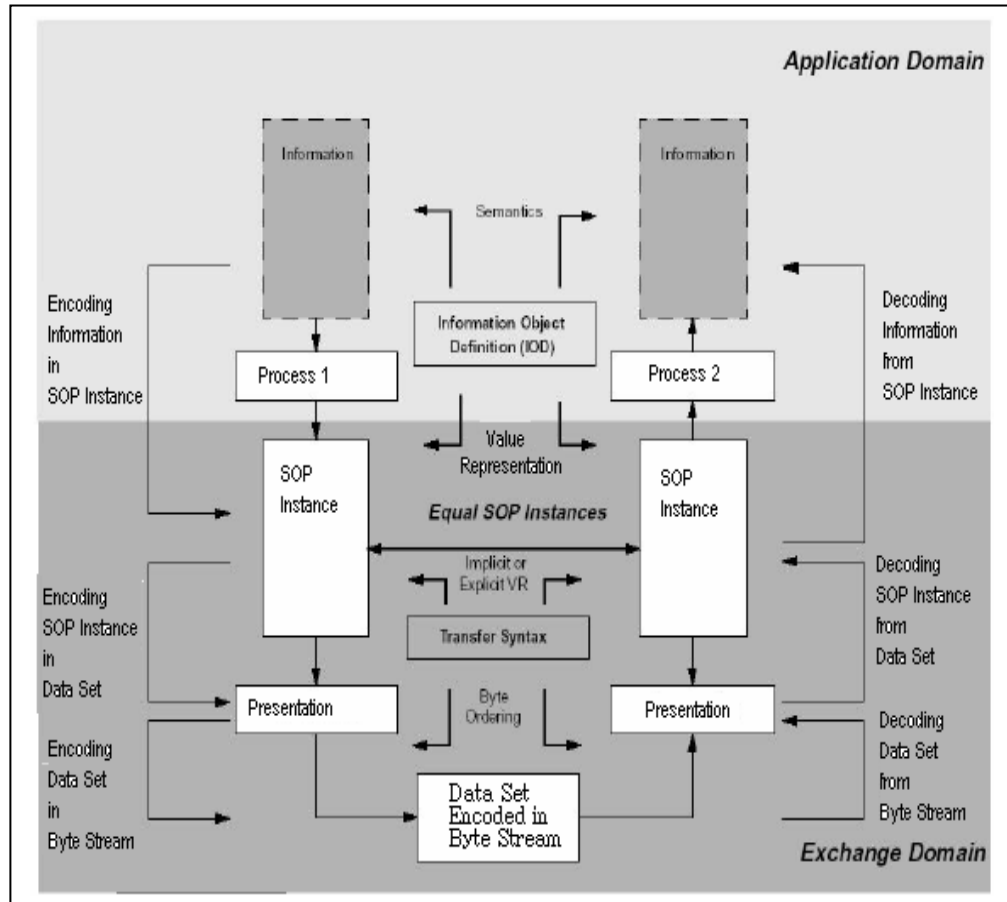 Application Domain
Information
Information
Semantics
Encoding
Information
in
SOP Instance
Information Object
Definition (IOD)
Decoding
Information
from
SOP Instance
Process 1
Process 2
Value
Representation
SOP
Instance
SOP
Instance
Equal SOP Instances
Implicit or
Explicit VR
Encoding
SOP Instance
in
Data Set
Transfer Syntax
Decoding
SOP Instance
from
Data Set
Presentation
Byte
Ordering
Presentation
Encoding
Data Set
in
Byte Stream
Data Set
Encoded in
Byte Stream
Decoding
Data Set
from
Byte Stream
Exchange Domain